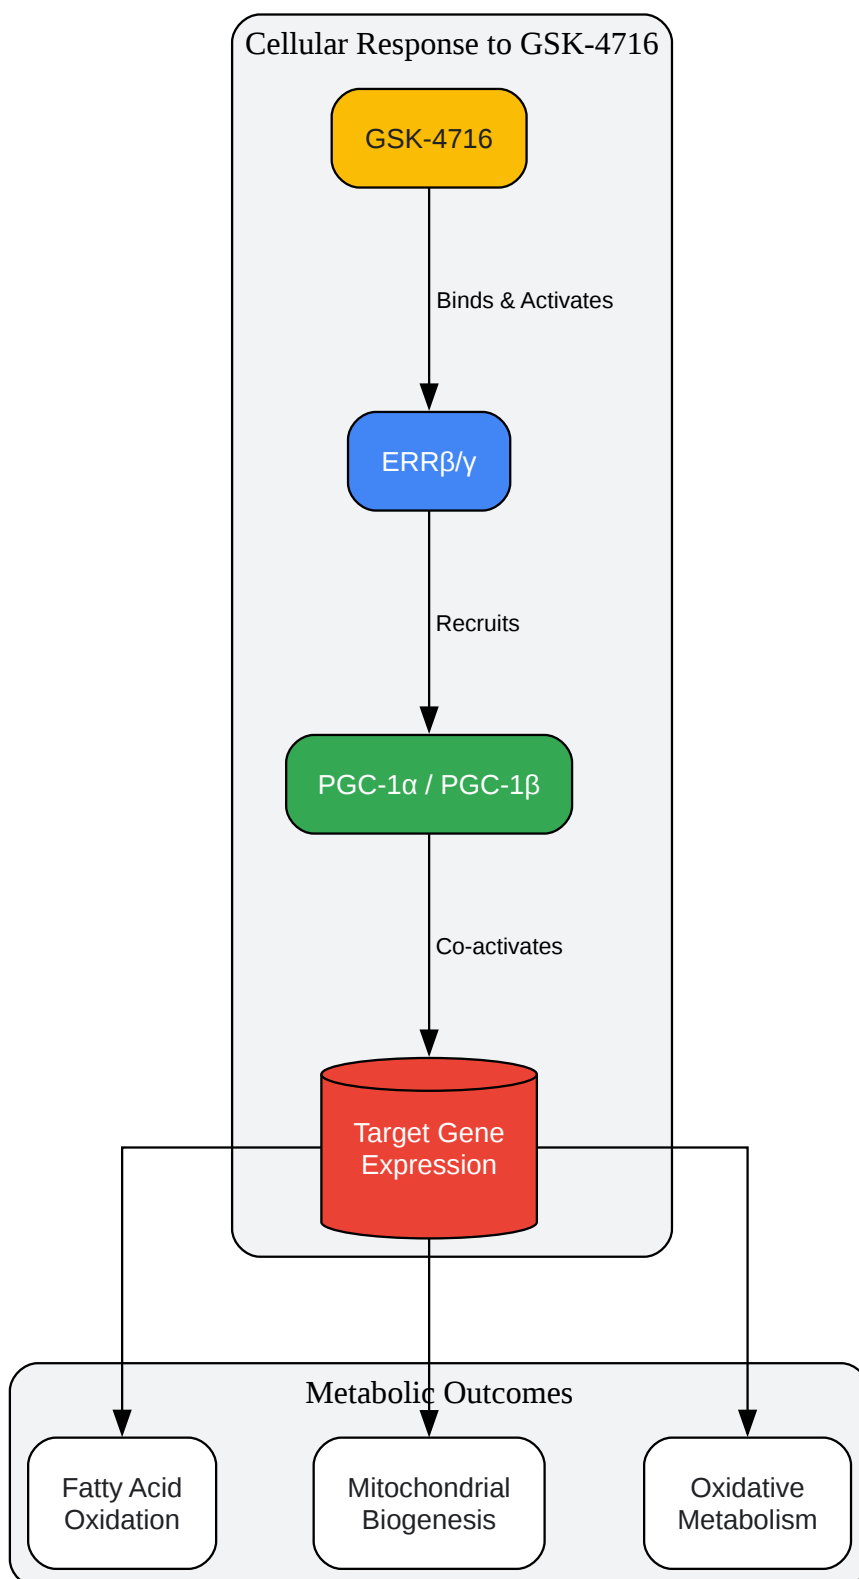 Cellular Response to GSK-4716
GSK-4716
Binds & Activates
ERRβ/γ
Recruits
PGC-1α / PGC-1β
Co-activates
Target Gene
Expression
Metabolic Outcomes
Fatty Acid
Oxidation
Mitochondrial
Biogenesis
Oxidative
Metabolism